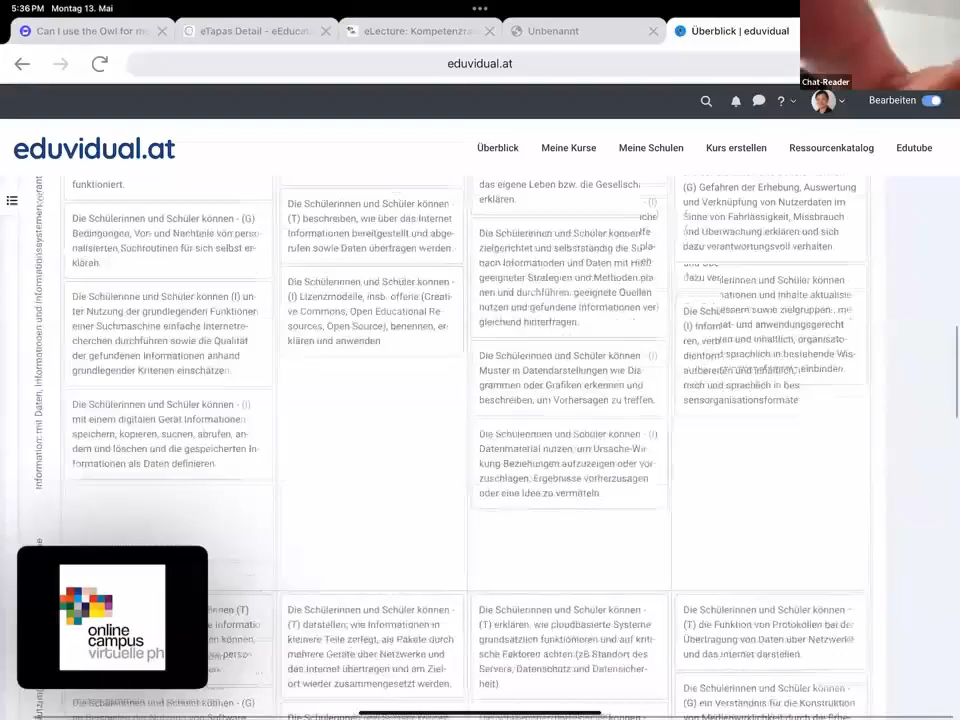 5:36 PM Montag 13. Mai
Can I use the Owl for m
eTapas Detail - eEducat
eLecture: Kompetenzra
Unbenannt
Überblick | eduvidual
eduvidual.at
Chat-Reader
Bearbeiten
eduvidual.at
Überblick
Meine Kurse
Meine Schulen
Kurs erstellen
Ressourcenkatalog
Edutube
funktioniert.
Die Schülerinnen und Schüler können - (G)
Bedingungen, Vor- und Nachteile von perso-
nalisierten Suchroutinen für sich selbst er-
klären.
Die Schülerinne und Schüler können (I) un-
ter Nutzung der grundlegenden Funktionen
einer Suchmaschine einfache Internetre-
cherchen durchführen sowie die Qualität
der gefundenen Informationen anhand
grundlegender Kriterien einschätzen.
Die Schülerinnen und Schüler können - (I)
mit einem digitalen Gerät Informationen
speichern, kopieren, suchen, abrufen, än-
dern und löschen und die gespeicherten In-
formationen als Daten definieren.
Die Schülerinnen und Schüler können -
(T) beschreiben, wie über das Internet
Informationen bereitgestellt und abge-
rufen sowie Daten übertragen werden.
Die Schülerinnen und Schüler können -
(I) Lizenzmodelle, insb. offene (Creati-
ve Commons, Open Educational Re-
sources, Open Source), benennen, er-
klären und anwenden
das eigene Leben bzw. die Gesellsch
erklären.
Die Schülerinnen und Schüler können
zielgerichtet und selbstständig die Su
nach Informationen und Daten mit Hilfe
geeigneter Strategien und Methoden pla-
nen und durchführen, geeignete Quellen
nutzen und gefundene Informationen ver-
gleichend hinterfragen.
Die Schülerinnen und Schüler können - (I)
Muster in Datendarstellungen wie Dia-
grammen oder Grafiken erkennen und
beschreiben, um Vorhersagen zu treffen.
Die Schülerinnen und Schüler können - (I)
Datenmaterial nutzen, um Ursache-Wir-
kung Beziehungen aufzuzeigen oder vor-
zuschlagen, Ergebnisse vorherzusagen
oder eine Idee zu vermitteln
(G) Gefahren der Erhebung, Auswertung
und Verknüpfung von Nutzerdaten im
Sinne von Fahrlässigkeit, Missbrauch
und Überwachung erklären und sich
dazu verantwortungsvoll verhalten
Information: mit Daten, Informationen und Informationssystemen
online
campus
virtuelle ph
Die Schülerinnen und Schüler können -
(T) darstellen, wie Informationen in
kleinere Teile zerlegt, als Pakete durch
mehrere Geräte über Netzwerke und
das Internet übertragen und am Ziel-
ort wieder zusammengesetzt werden.
Die Schülerinnen und Schüler können -
(T) erklären, wie cloudbasierte Systeme
grundsätzlich funktionieren und auf krit-
ische Faktoren achten (zB Standort des
Servers, Datenschutz und Datensicher-
heit)
Die Schülerinnen und Schüler können -
(T) die Funktion von Protokollen bei der
Übertragung von Daten über Netzwerke
und das Internet darstellen.
Die Schülerinnen und Schüler können -
(G) ein Verständnis für die Konstruktion